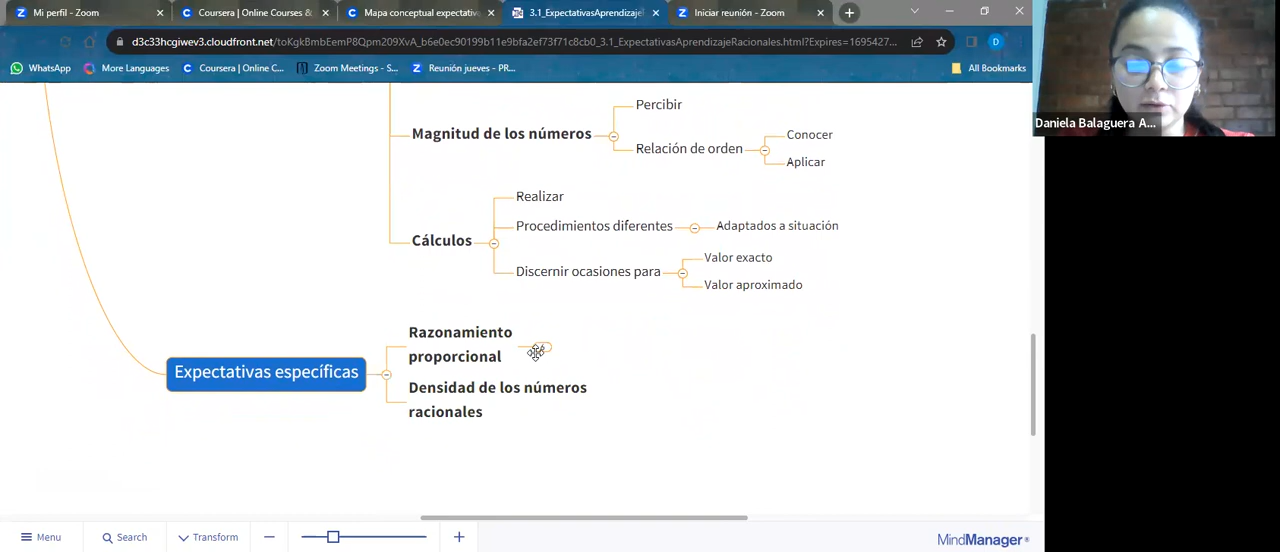 Mi perfil - Zoom
Coursera | Online Courses &
Mapa conceptual expectativ
3.1_ExpectativasAprendizajeI
Iniciar reunión - Zoom
d3c33hcgiwev3.cloudfront.net/toKgkBmbEemP8Qpm209XvA_b6e0ec90199b11e9bfa2ef73f71c8cb0_3.1_ExpectativasAprendizajeRacionales.html?Expires=1695427...
D
WhatsApp
More Languages
Coursera | Online C...
Zoom Meetings - S...
Reunión jueves - PR...
All Bookmarks
Daniela Balaguera A...
Percibir
Magnitud de los números
Conocer
Relación de orden
Aplicar
Realizar
Procedimientos diferentes
Adaptados a situación
Cálculos
Valor exacto
Discernir ocasiones para
Valor aproximado
Razonamiento
proporcional
Expectativas específicas
Densidad de los números
racionales
Menu
Search
Transform
MindManager®